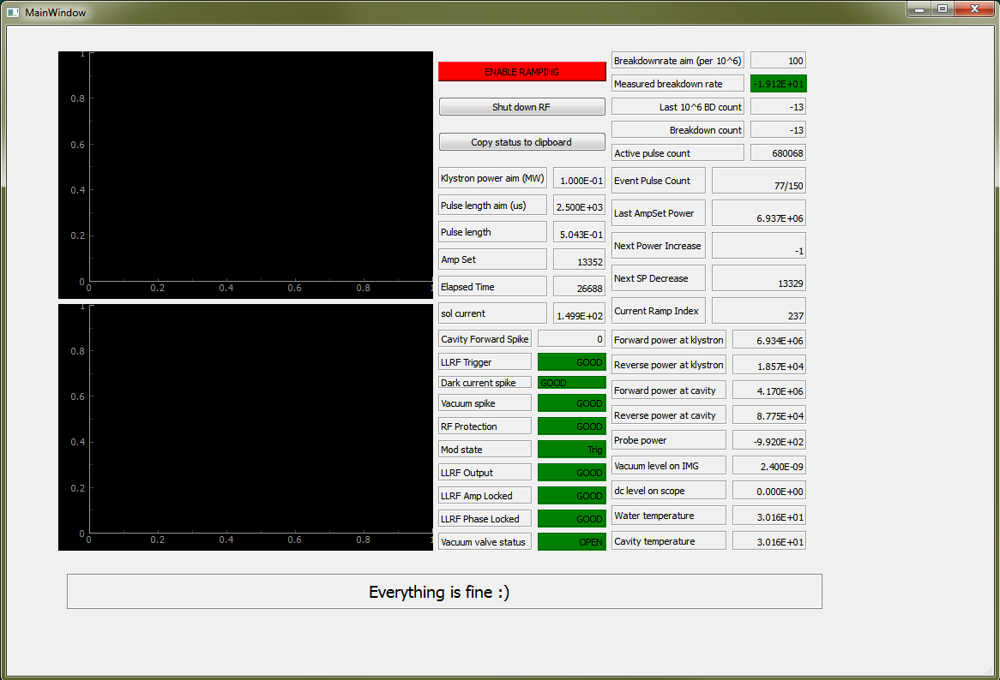 MainWindow
1
0.8
0.6
0.4
0.2
0
0 0.2 0.4 0.6 0.8 1
1
0.8
0.6
0.4
0.2
0
0 0.2 0.4 0.6 0.8 1
ENABLE RAMPING
Shut down RF
Copy status to clipboard
Klystron power aim (MW) 1.000E-01
Pulse length aim (us) 2.500E+03
Pulse length 5.043E-01
Amp Set 13352
Elapsed Time 26688
sol current 1.499E+02
Cavity Forward Spike 0
LLRF Trigger GOOD
Dark current spike GOOD
Vacuum spike GOOD
RF Protection GOOD
Mod state Trig
LLRF Output GOOD
LLRF Amp Locked GOOD
LLRF Phase Locked GOOD
Vacuum valve status OPEN
Breakdownrate aim (per 10^6) 100
Measured breakdown rate -1.912E+01
Last 10^6 BD count -13
Breakdown count -13
Active pulse count 680068
Event Pulse Count 77/150
Last AmpSet Power 6.937E+06
Next Power Increase -1
Next SP Decrease 13329
Current Ramp Index 237
Forward power at klystron 6.934E+06
Reverse power at klystron 1.857E+04
Forward power at cavity 4.170E+06
Reverse power at cavity 8.775E+04
Probe power -9.920E+02
Vacuum level on IMG 2.400E-09
dc level on scope 0.000E+00
Water temperature 3.016E+01
Cavity temperature 3.016E+01
Everything is fine :)